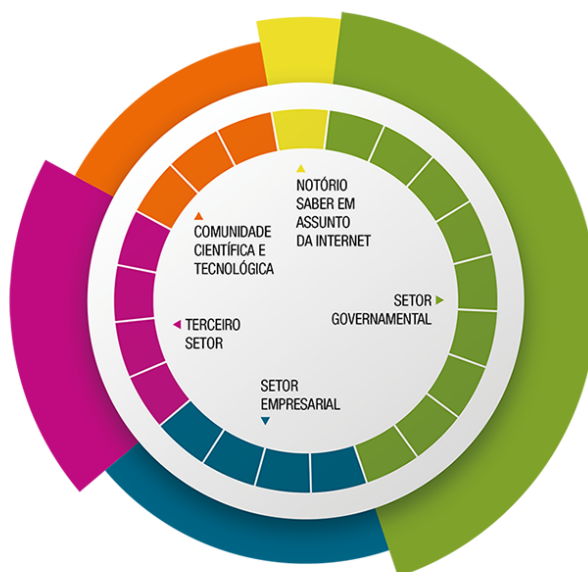 NOTÓRIO
SABER EM
ASSUNTO
DA INTERNET
COMUNIDADE
CIENTÍFICA E
TECNOLÓGICA
SETOR
GOVERNAMENTAL
TERCEIRO
SETOR
SETOR
EMPRESARIAL